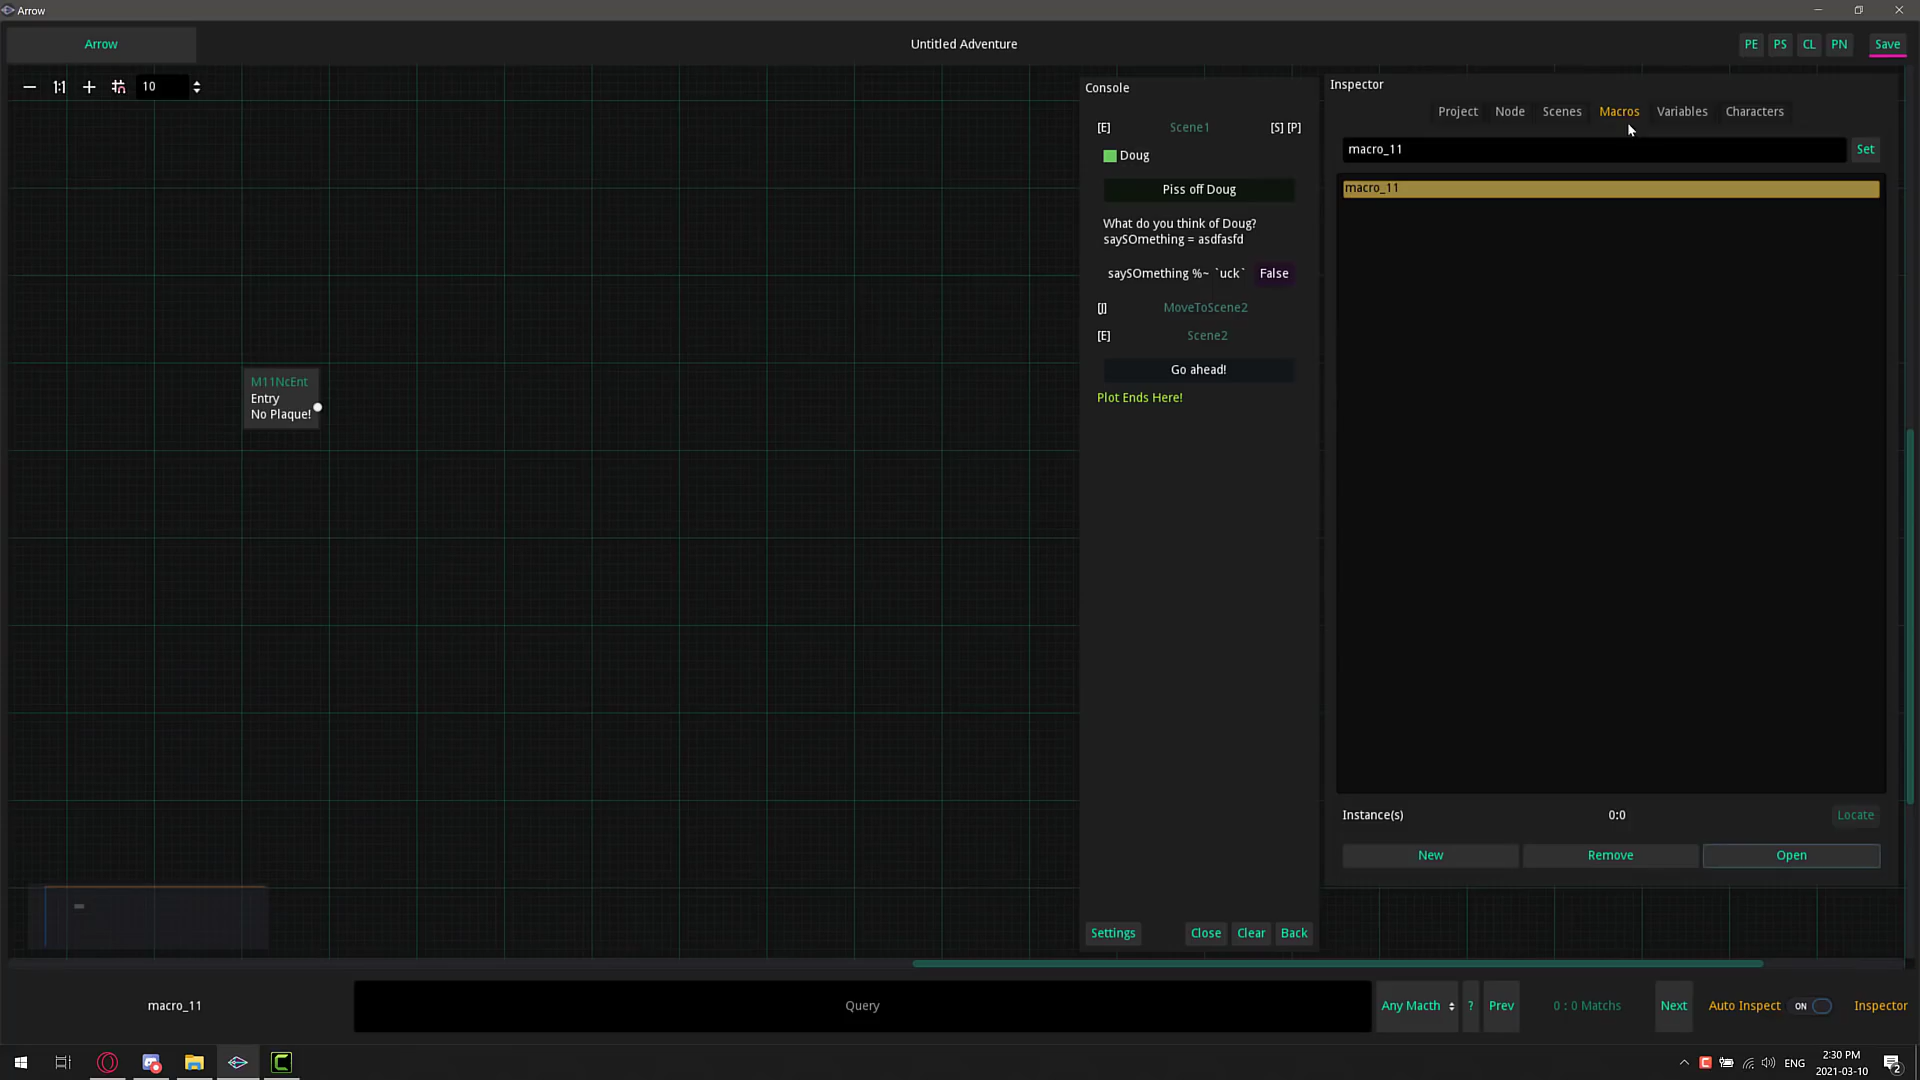 Arrow
Arrow
Untitled Adventure
PE PS CL PN Save
1:1
10
M11NcEnt
Entry
No Plaque!
Console
[E] Scene1 [S] [P]
Doug
Piss off Doug
What do you think of Doug?
saySOmething = asdfasfd
saySOmething %~ `uck` False
[J] MoveToScene2
[E] Scene2
Go ahead!
Plot Ends Here!
Settings Close Clear Back
Inspector
Project Node Scenes Macros Variables Characters
macro_11 Set
macro_11
Instance(s) 0:0 Locate
New Remove Open
macro_11
Query
Any Macth ? Prev 0 : 0 Matchs Next Auto Inspect ON Inspector
ENG
2:30 PM
2021-03-10
2